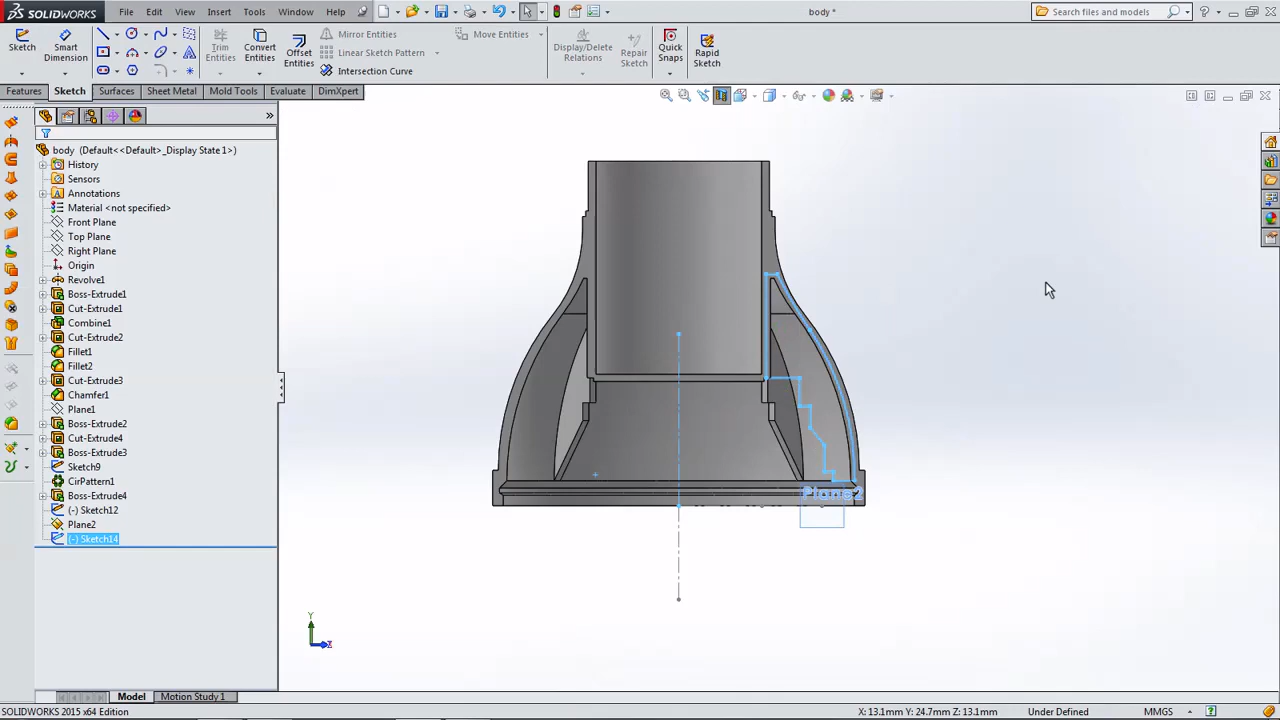 SOLIDWORKS File Edit View Insert Tools Window Help body * Search files and models
Sketch Smart Dimension Trim Entities Convert Entities Offset Entities Mirror Entities Linear Sketch Pattern Intersection Curve Move Entities Display/Delete Relations Repair Sketch Quick Snaps Rapid Sketch
Features Sketch Surfaces Sheet Metal Mold Tools Evaluate DimXpert
body (Default<<Default>_Display State 1>)
History
Sensors
Annotations
Material <not specified>
Front Plane
Top Plane
Right Plane
Origin
Revolve1
Boss-Extrude1
Cut-Extrude1
Combine1
Cut-Extrude2
Fillet1
Fillet2
Cut-Extrude3
Chamfer1
Plane1
Boss-Extrude2
Cut-Extrude4
Boss-Extrude3
Sketch9
CirPattern1
Boss-Extrude4
(-) Sketch12
Plane2
(-) Sketch14
Plane2
Y
Z
Model Motion Study 1
SOLIDWORKS 2015 x64 Edition X: 13.1mm Y: 24.7mm Z: 13.1mm Under Defined MMGS